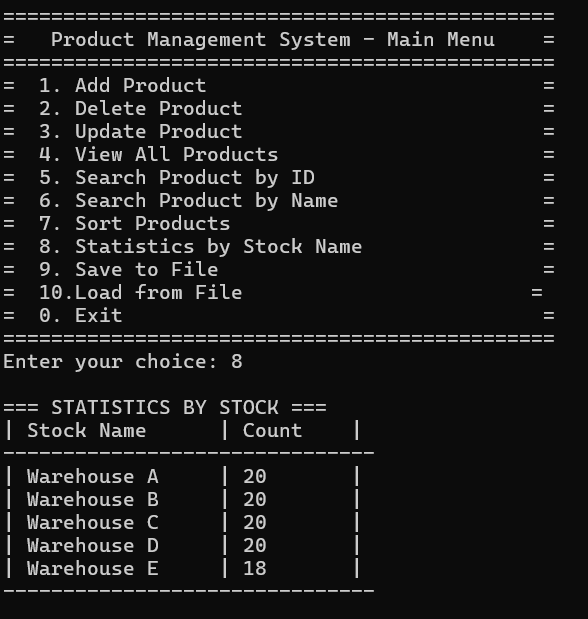 ==============================================
=   Product Management System - Main Menu    =
==============================================
=  1. Add Product                            =
=  2. Delete Product                         =
=  3. Update Product                         =
=  4. View All Products                      =
=  5. Search Product by ID                   =
=  6. Search Product by Name                 =
=  7. Sort Products                          =
=  8. Statistics by Stock Name               =
=  9. Save to File                           =
=  10.Load from File                        =
=  0. Exit                                   =
==============================================
Enter your choice: 8

=== STATISTICS BY STOCK ===
| Stock Name      | Count    |
-------------------------------
| Warehouse A     | 20       |
| Warehouse B     | 20       |
| Warehouse C     | 20       |
| Warehouse D     | 20       |
| Warehouse E     | 18       |
-------------------------------